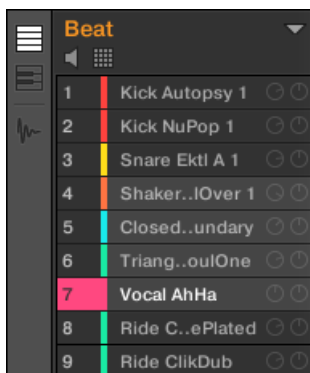 Beat
1 Kick Autopsy 1
2 Kick NuPop 1
3 Snare Ektl A 1
4 Shaker..lOver 1
5 Closed..undary
6 Triang..oulOne
7 Vocal AhHa
8 Ride C..ePlated
9 Ride ClikDub